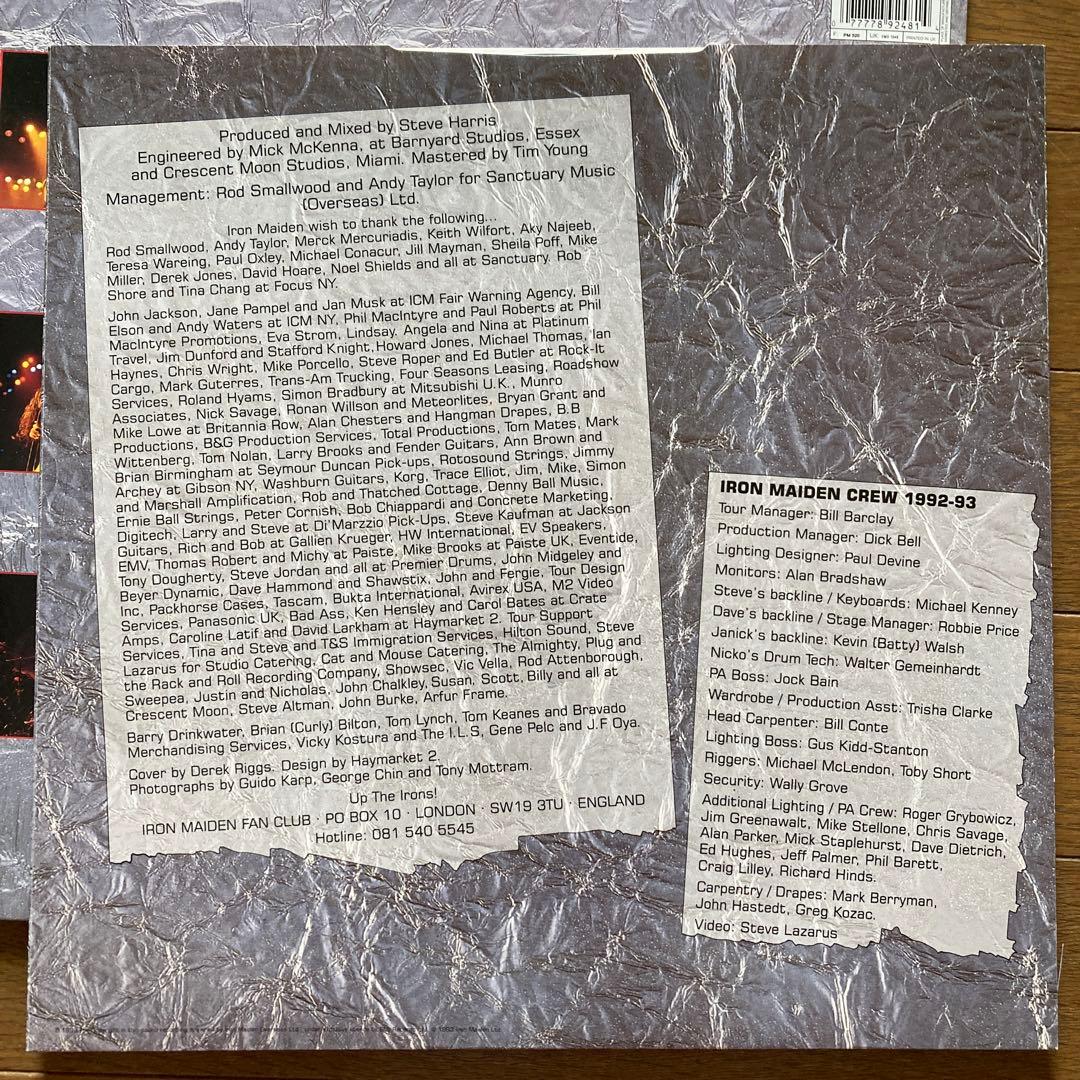 0 77778 92481
PM 520
UK:
PRINTED IN UK
Produced and Mixed by Steve Harris
Engineered by Mick McKenna, at Barnyard Studios, Essex
and Crescent Moon Studios, Miami. Mastered by Tim Young
Management: Rod Smallwood and Andy Taylor for Sanctuary Music
(Overseas) Ltd.
Iron Maiden wish to thank the following...
Rod Smallwood, Andy Taylor, Merck Mercuriadis, Keith Wilfort, Aky Najeeb,
Teresa Wareing, Paul Oxley, Michael Conacur, Jill Mayman, Sheila Poff, Mike
Miller, Derek Jones, David Hoare, Noel Shields and all at Sanctuary. Rob
Shore and Tina Chang at Focus NY.
John Jackson, Jane Pampel and Jan Musk at ICM Fair Warning Agency, Bill
Elson and Andy Waters at ICM NY, Phil MacIntyre and Paul Roberts at Phil
MacIntyre Promotions, Eva Strom, Lindsay. Angela and Nina at Platinum
Travel, Jim Dunford and Stafford Knight, Howard Jones, Michael Thomas, Ian
Haynes, Chris Wright, Mike Porcello, Steve Roper and Ed Butler at Rock-It
Cargo, Mark Guterres, Trans-Am Trucking, Four Seasons Leasing, Roadshow
Services, Roland Hyams, Simon Bradbury at Mitsubishi U.K., Munro
Associates, Nick Savage, Ronan Willson and Meteorlites, Bryan Grant and
Mike Lowe at Britannia Row, Alan Chesters and Hangman Drapes, B.B
Productions, B&G Production Services, Total Productions, Tom Mates, Mark
Wittenberg, Tom Nolan, Larry Brooks and Fender Guitars, Ann Brown and
Brian Birmingham at Seymour Duncan Pick-ups, Rotosound Strings, Jimmy
Archey at Gibson NY, Washburn Guitars, Korg, Trace Elliot, Jim, Mike, Simon
and Marshall Amplification, Rob and Thatched Cottage, Denny Ball Music,
Ernie Ball Strings, Peter Cornish, Bob Chiappardi and Concrete Marketing,
Digitech, Larry and Steve at Di'Marzzio Pick-Ups, Steve Kaufman at Jackson
Guitars, Rich and Bob at Gallien Krueger, HW International, EV Speakers,
EMV, Thomas Robert and Michy at Paiste, Mike Brooks at Paiste UK, Eventide,
Tony Dougherty, Steve Jordan and all at Premier Drums, John Midgeley and
Beyer Dynamic, Dave Hammond and Shawstix, John and Fergie, Tour Design
Inc, Packhorse Cases, Tascam, Bukta International, Avirex USA, M2 Video
Services, Panasonic UK, Bad Ass, Ken Hensley and Carol Bates at Crate
Amps, Caroline Latif and David Larkham at Haymarket 2. Tour Support
Services, Tina and Steve and T&S Immigration Services, Hilton Sound, Steve
Lazarus for Studio Catering, Cat and Mouse Catering, The Almighty, Plug and
the Rack and Roll Recording Company, Showsec, Vic Vella, Rod Attenborough,
Sweepea, Justin and Nicholas, John Chalkley, Susan, Scott, Billy and all at
Crescent Moon, Steve Altman, John Burke, Arfur Frame.
Barry Drinkwater, Brian (Curly) Bilton, Tom Lynch, Tom Keanes and Bravado
Merchandising Services, Vicky Kostura and The I.L.S, Gene Pelc and J.F Oya.
Cover by Derek Riggs. Design by Haymarket 2.
Photographs by Guido Karp, George Chin and Tony Mottram.
Up The Irons!
IRON MAIDEN FAN CLUB · PO BOX 10 · LONDON · SW19 3TU · ENGLAND
Hotline: 081 540 5545
IRON MAIDEN CREW 1992-93
Tour Manager: Bill Barclay
Production Manager: Dick Bell
Lighting Designer: Paul Devine
Monitors: Alan Bradshaw
Steve's backline / Keyboards: Michael Kenney
Dave's backline / Stage Manager: Robbie Price
Janick's backline: Kevin (Batty) Walsh
Nicko's Drum Tech: Walter Gemeinhardt
PA Boss: Jock Bain
Wardrobe / Production Asst: Trisha Clarke
Head Carpenter: Bill Conte
Lighting Boss: Gus Kidd-Stanton
Riggers: Michael McLendon, Toby Short
Security: Wally Grove
Additional Lighting / PA Crew: Roger Grybowicz,
Jim Greenawalt, Mike Stellone, Chris Savage,
Alan Parker, Mick Staplehurst, Dave Dietrich,
Ed Hughes, Jeff Palmer, Phil Barett,
Craig Lilley, Richard Hinds.
Carpentry / Drapes: Mark Berryman,
John Hastedt, Greg Kozac.
Video: Steve Lazarus